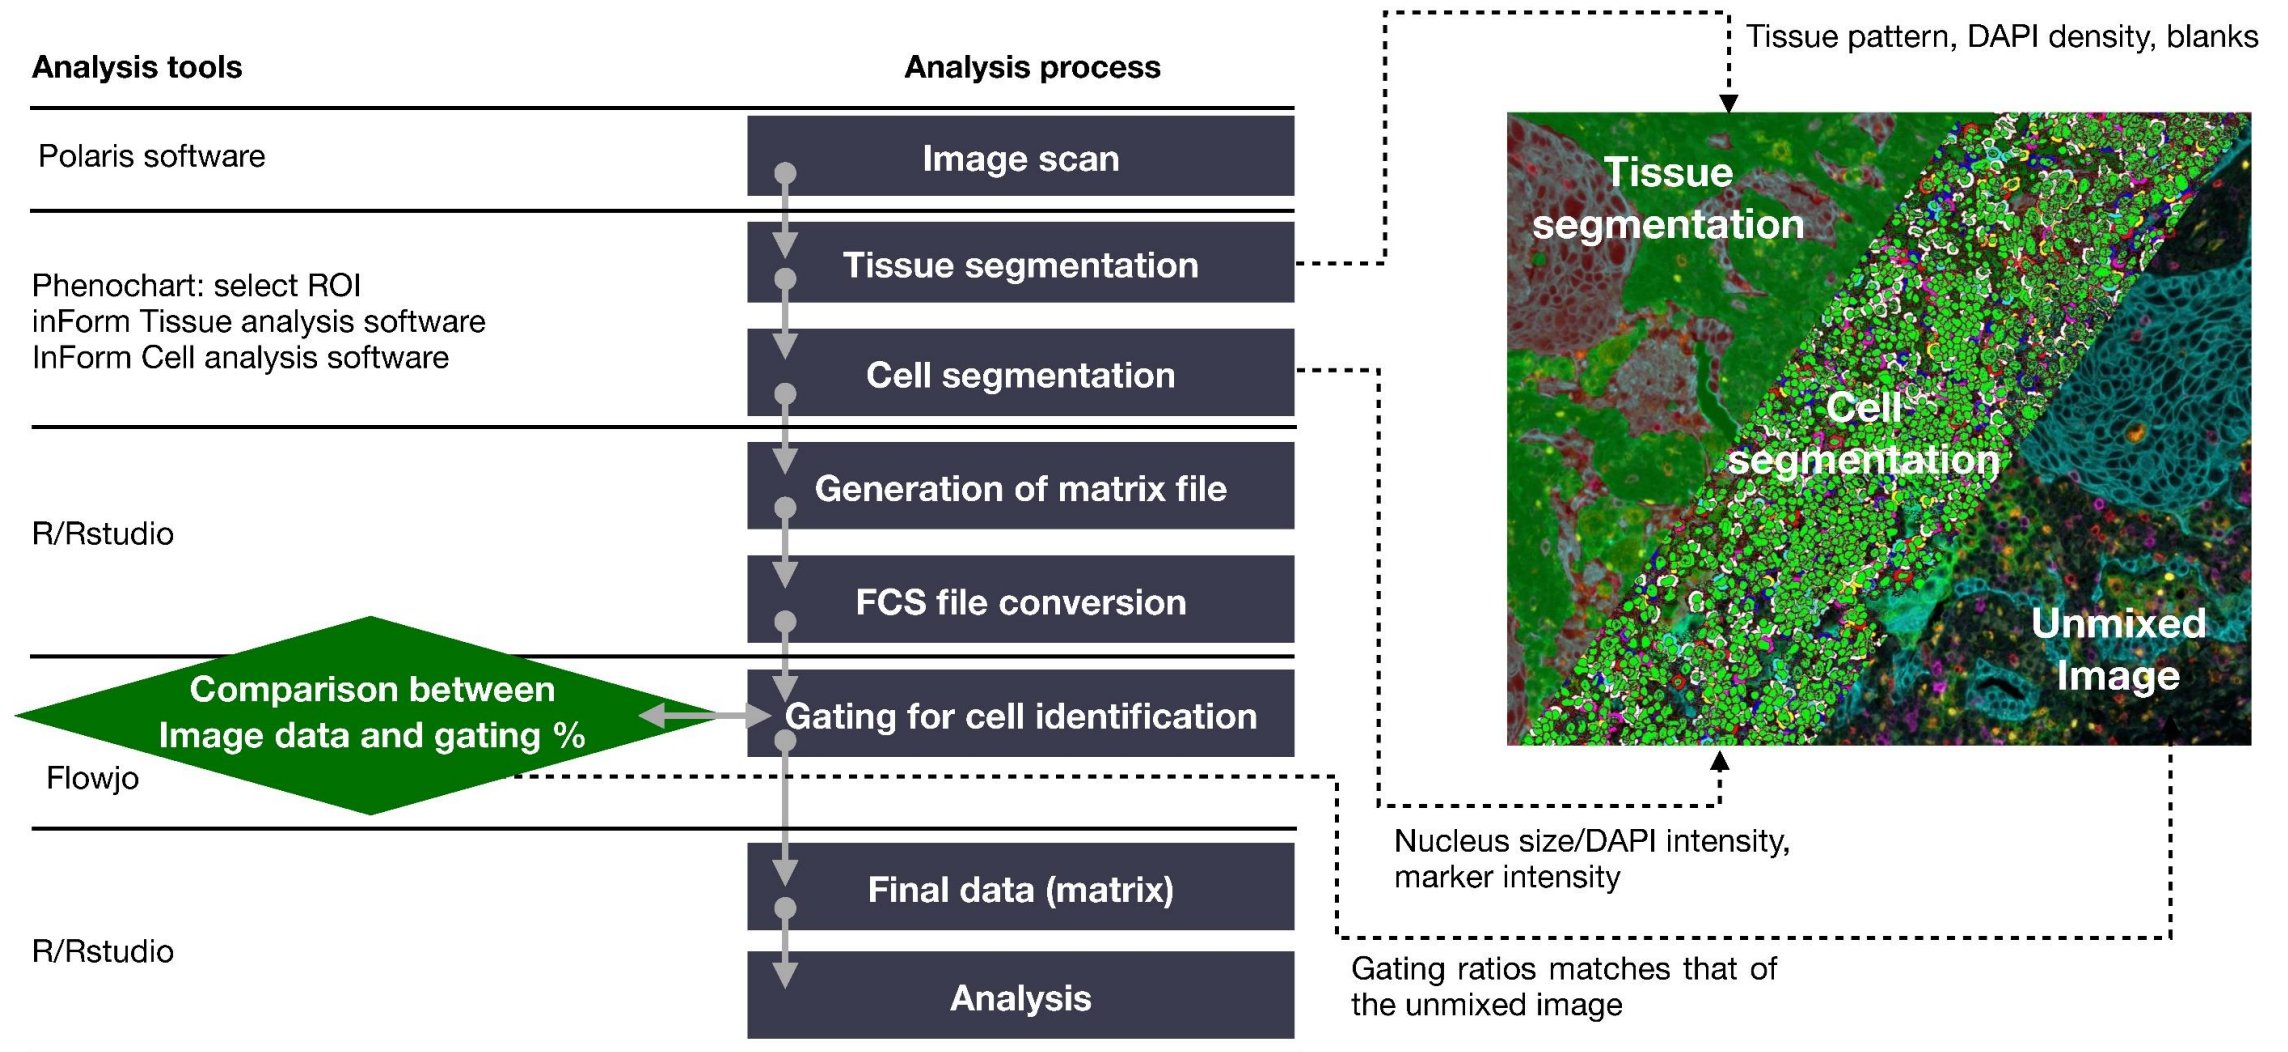 Analysis tools
Analysis process
Polaris software
Image scan
Phenochart: select ROI
inForm Tissue analysis software
InForm Cell analysis software
Tissue segmentation
Cell segmentation
R/Rstudio
Generation of matrix file
FCS file conversion
Comparison between
Image data and gating %
Gating for cell identification
Flowjo
R/Rstudio
Final data (matrix)
Analysis
Tissue pattern, DAPI density, blanks
Tissue
segmentation
Cell
segmentation
Unmixed
Image
Nucleus size/DAPI intensity,
marker intensity
Gating ratios matches that of
the unmixed image